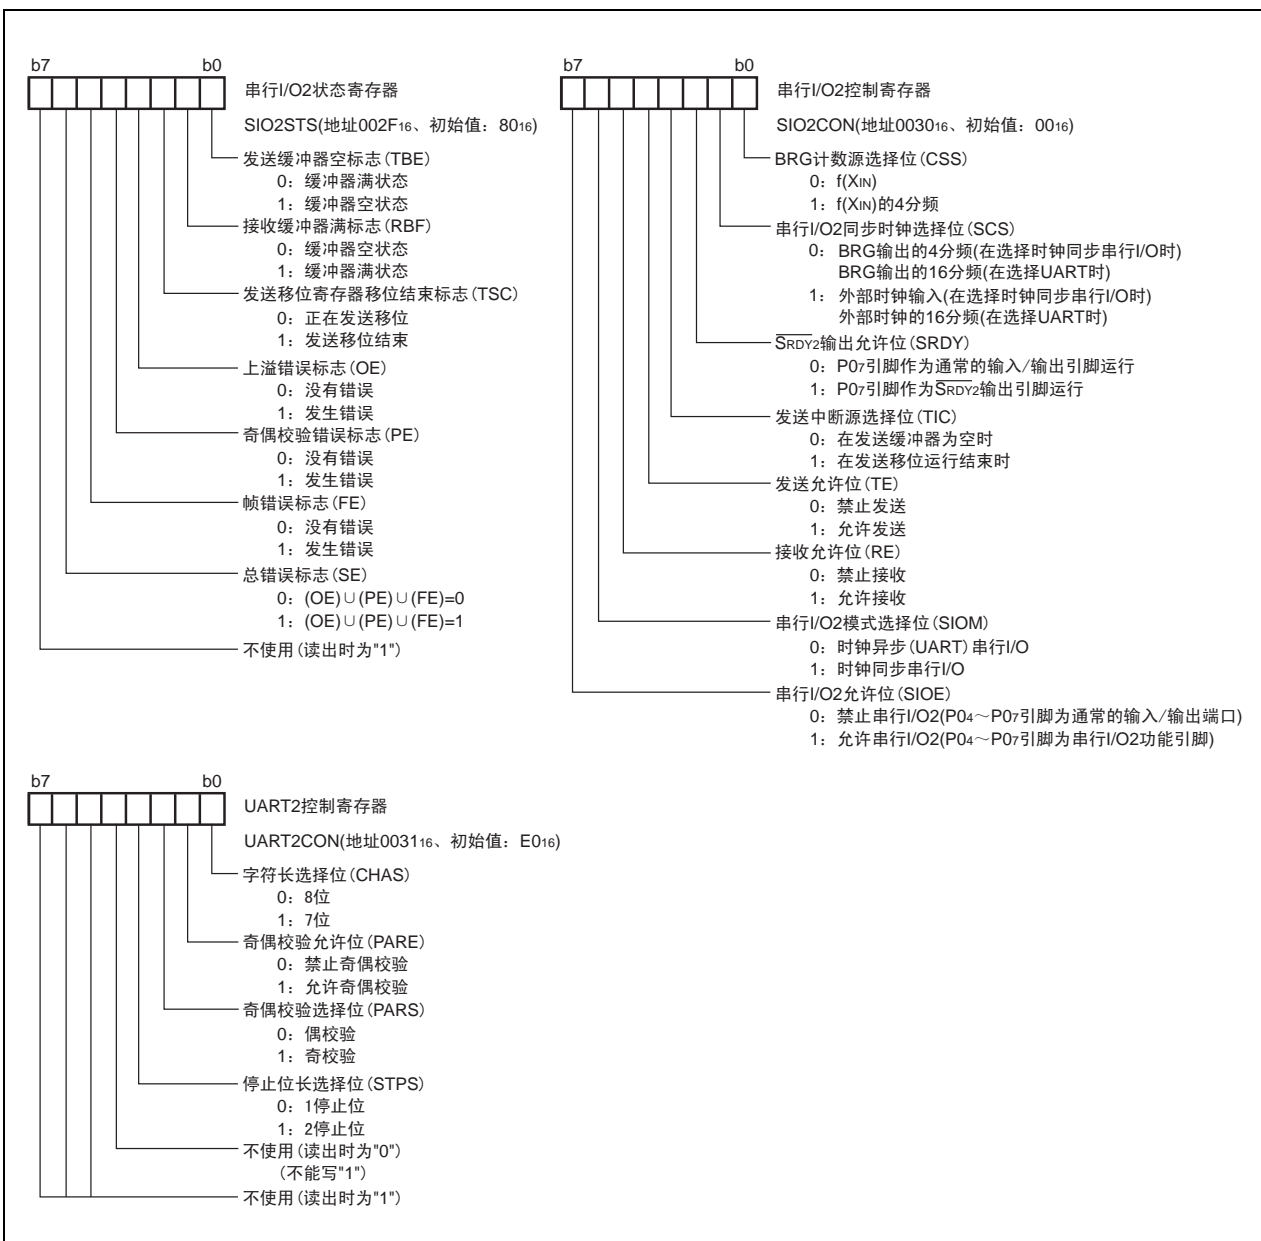 b7 b0
串行I/O2状态寄存器
SIO2STS(地址002F16、初始值：8016)
发送缓冲器空标志(TBE)
0：缓冲器满状态
1：缓冲器空状态
接收缓冲器满标志(RBF)
0：缓冲器空状态
1：缓冲器满状态
发送移位寄存器移位结束标志(TSC)
0：正在发送移位
1：发送移位结束
上溢错误标志(OE)
0：没有错误
1：发生错误
奇偶校验错误标志(PE)
0：没有错误
1：发生错误
帧错误标志(FE)
0：没有错误
1：发生错误
总错误标志(SE)
0：(OE)∪(PE)∪(FE)=0
1：(OE)∪(PE)∪(FE)=1
不使用(读出时为"1")
b7 b0
串行I/O2控制寄存器
SIO2CON(地址003016、初始值：0016)
BRG计数源选择位(CSS)
0：f(XIN)
1：f(XIN)的4分频
串行I/O2同步时钟选择位(SCS)
0：BRG输出的4分频(在选择时钟同步串行I/O时)
BRG输出的16分频(在选择UART时)
1：外部时钟输入(在选择时钟同步串行I/O时)
外部时钟的16分频(在选择UART时)
SRDY2输出允许位(SRDY)
0：P07引脚作为通常的输入/输出引脚运行
1：P07引脚作为SRDY2输出引脚运行
发送中断源选择位(TIC)
0：在发送缓冲器为空时
1：在发送移位运行结束时
发送允许位(TE)
0：禁止发送
1：允许发送
接收允许位(RE)
0：禁止接收
1：允许接收
串行I/O2模式选择位(SIOM)
0：时钟异步(UART)串行I/O
1：时钟同步串行I/O
串行I/O2允许位(SIOE)
0：禁止串行I/O2(P04～P07引脚为通常的输入/输出端口)
1：允许串行I/O2(P04～P07引脚为串行I/O2功能引脚)
b7 b0
UART2控制寄存器
UART2CON(地址003116、初始值：E016)
字符长选择位(CHAS)
0：8位
1：7位
奇偶校验允许位(PARE)
0：禁止奇偶校验
1：允许奇偶校验
奇偶校验选择位(PARS)
0：偶校验
1：奇校验
停止位长选择位(STPS)
0：1停止位
1：2停止位
不使用(读出时为"0")
(不能写"1")
不使用(读出时为"1")